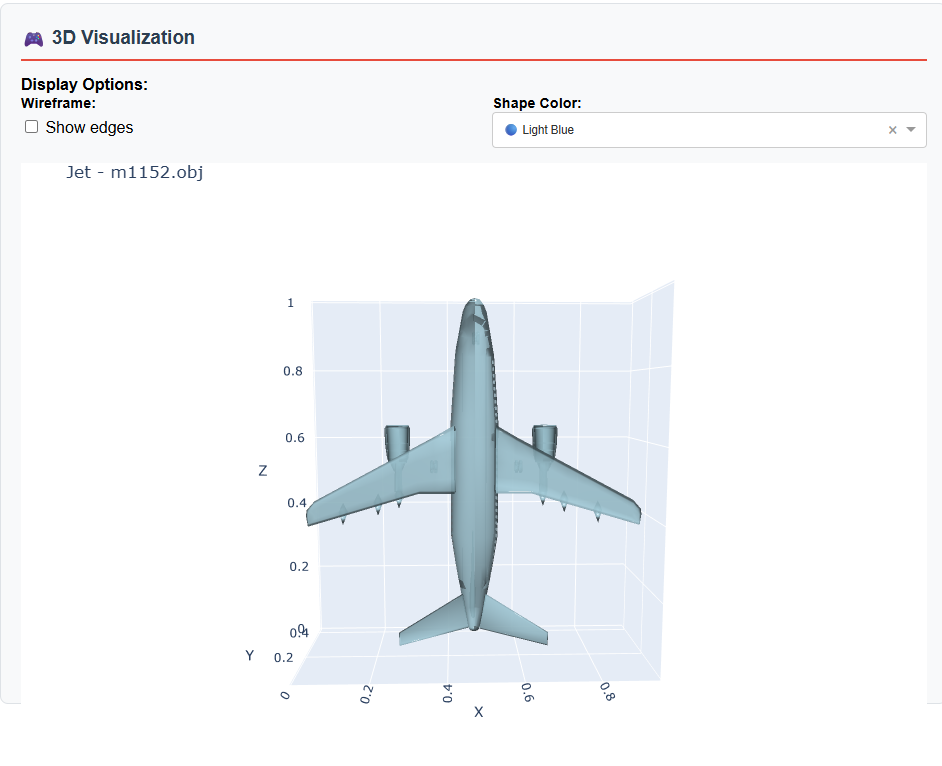 3D Visualization
Display Options:
Wireframe:
Show edges
Shape Color:
Light Blue
Jet - m1152.obj
1
0.8
0.6
Z
0.4
0.2
0
0.4
Y
0.2
0
0.2
0.4
0.6
0.8
X